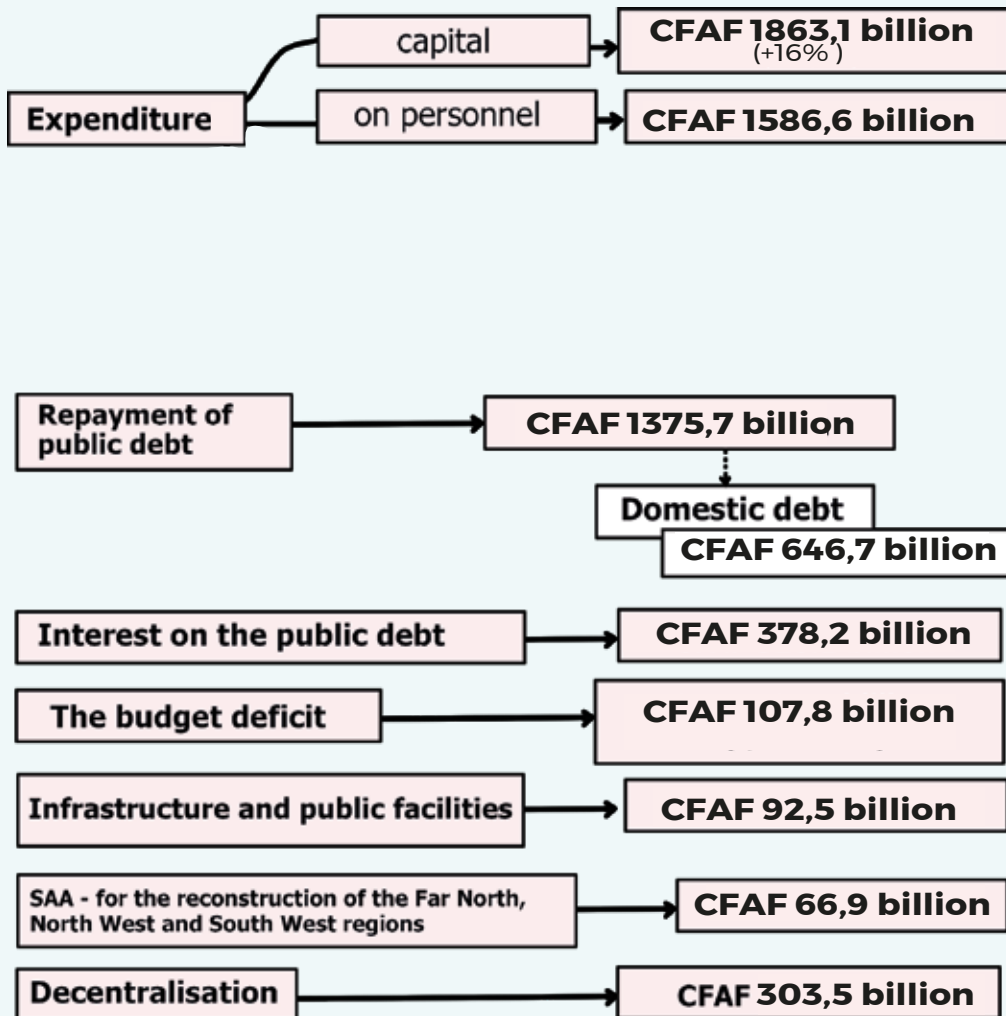 capital
CFAF 1863,1 billion
(+16% )
Expenditure
on personnel
CFAF 1586,6 billion
Repayment of
public debt
CFAF 1375,7 billion
Domestic debt
CFAF 646,7 billion
Interest on the public debt
CFAF 378,2 billion
The budget deficit
CFAF 107,8 billion
Infrastructure and public facilities
CFAF 92,5 billion
SAA - for the reconstruction of the Far North,
North West and South West regions
CFAF 66,9 billion
Decentralisation
CFAF 303,5 billion